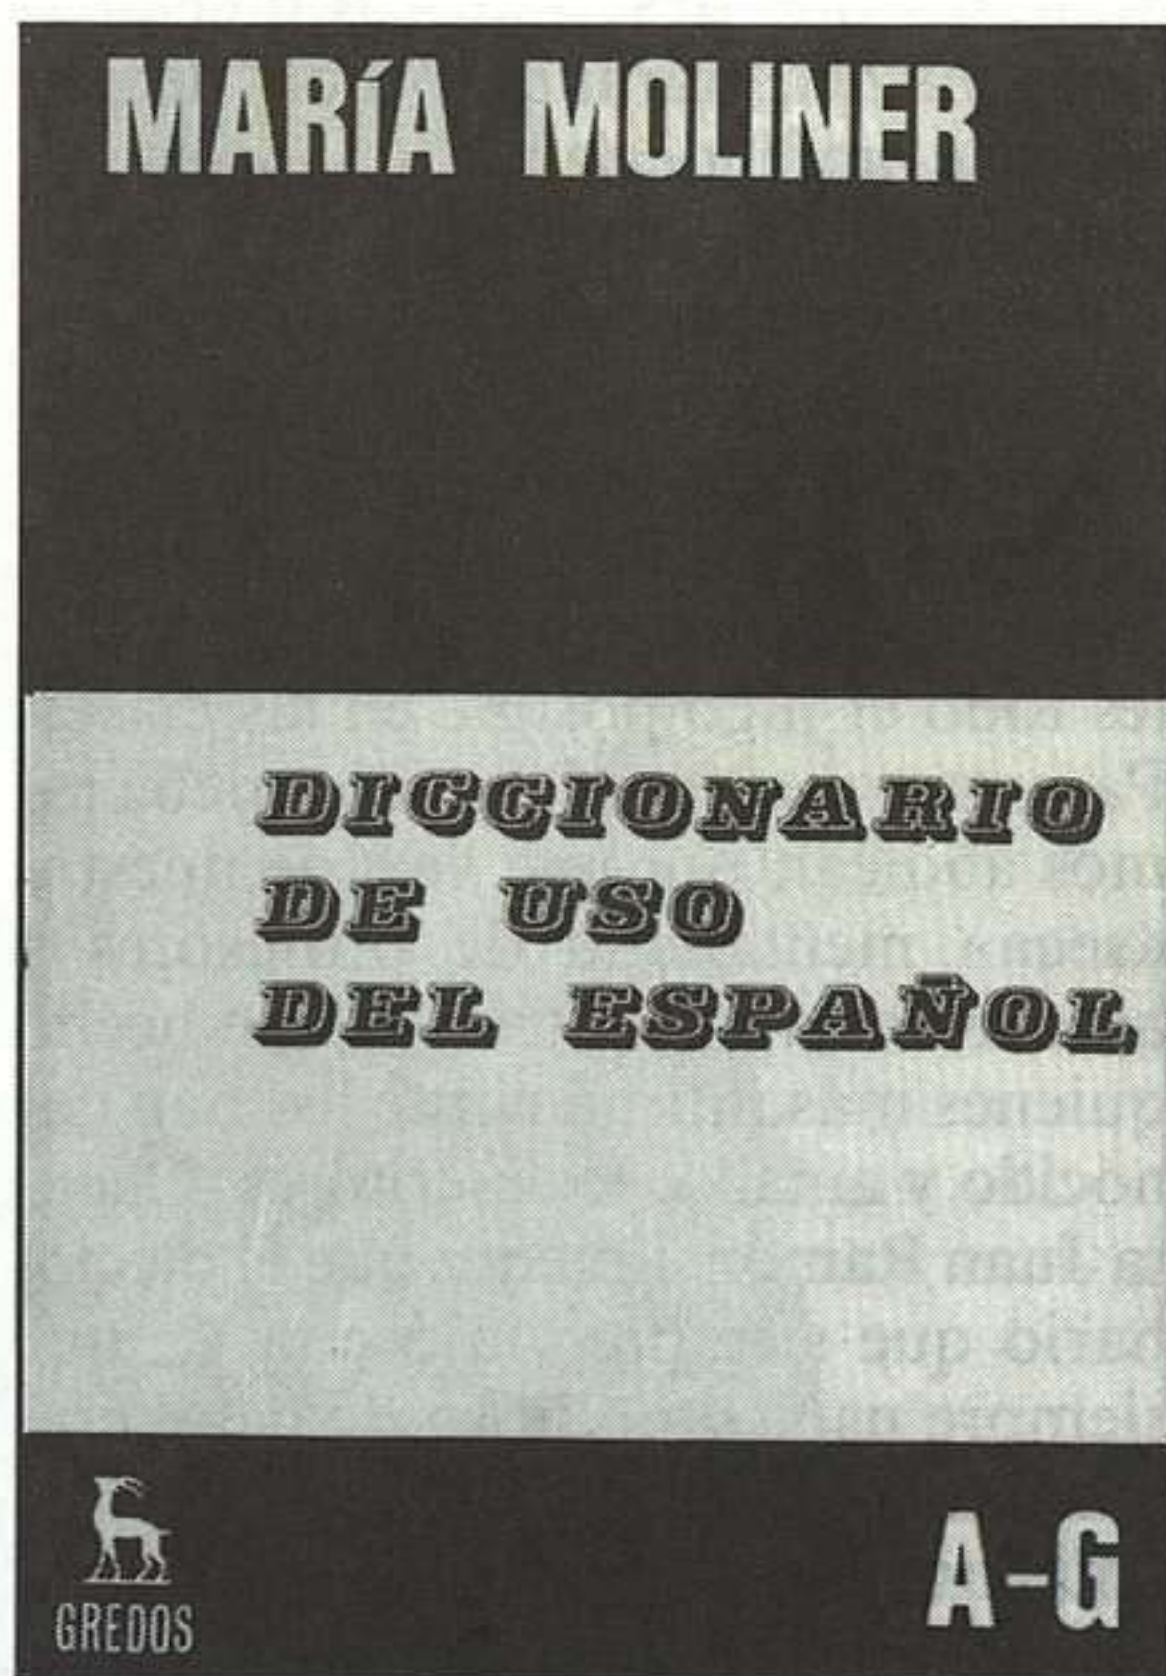 MARÍA MOLINER
DICCIONARIO
DE USO
DEL ESPAÑOL
GREDOS
A-G